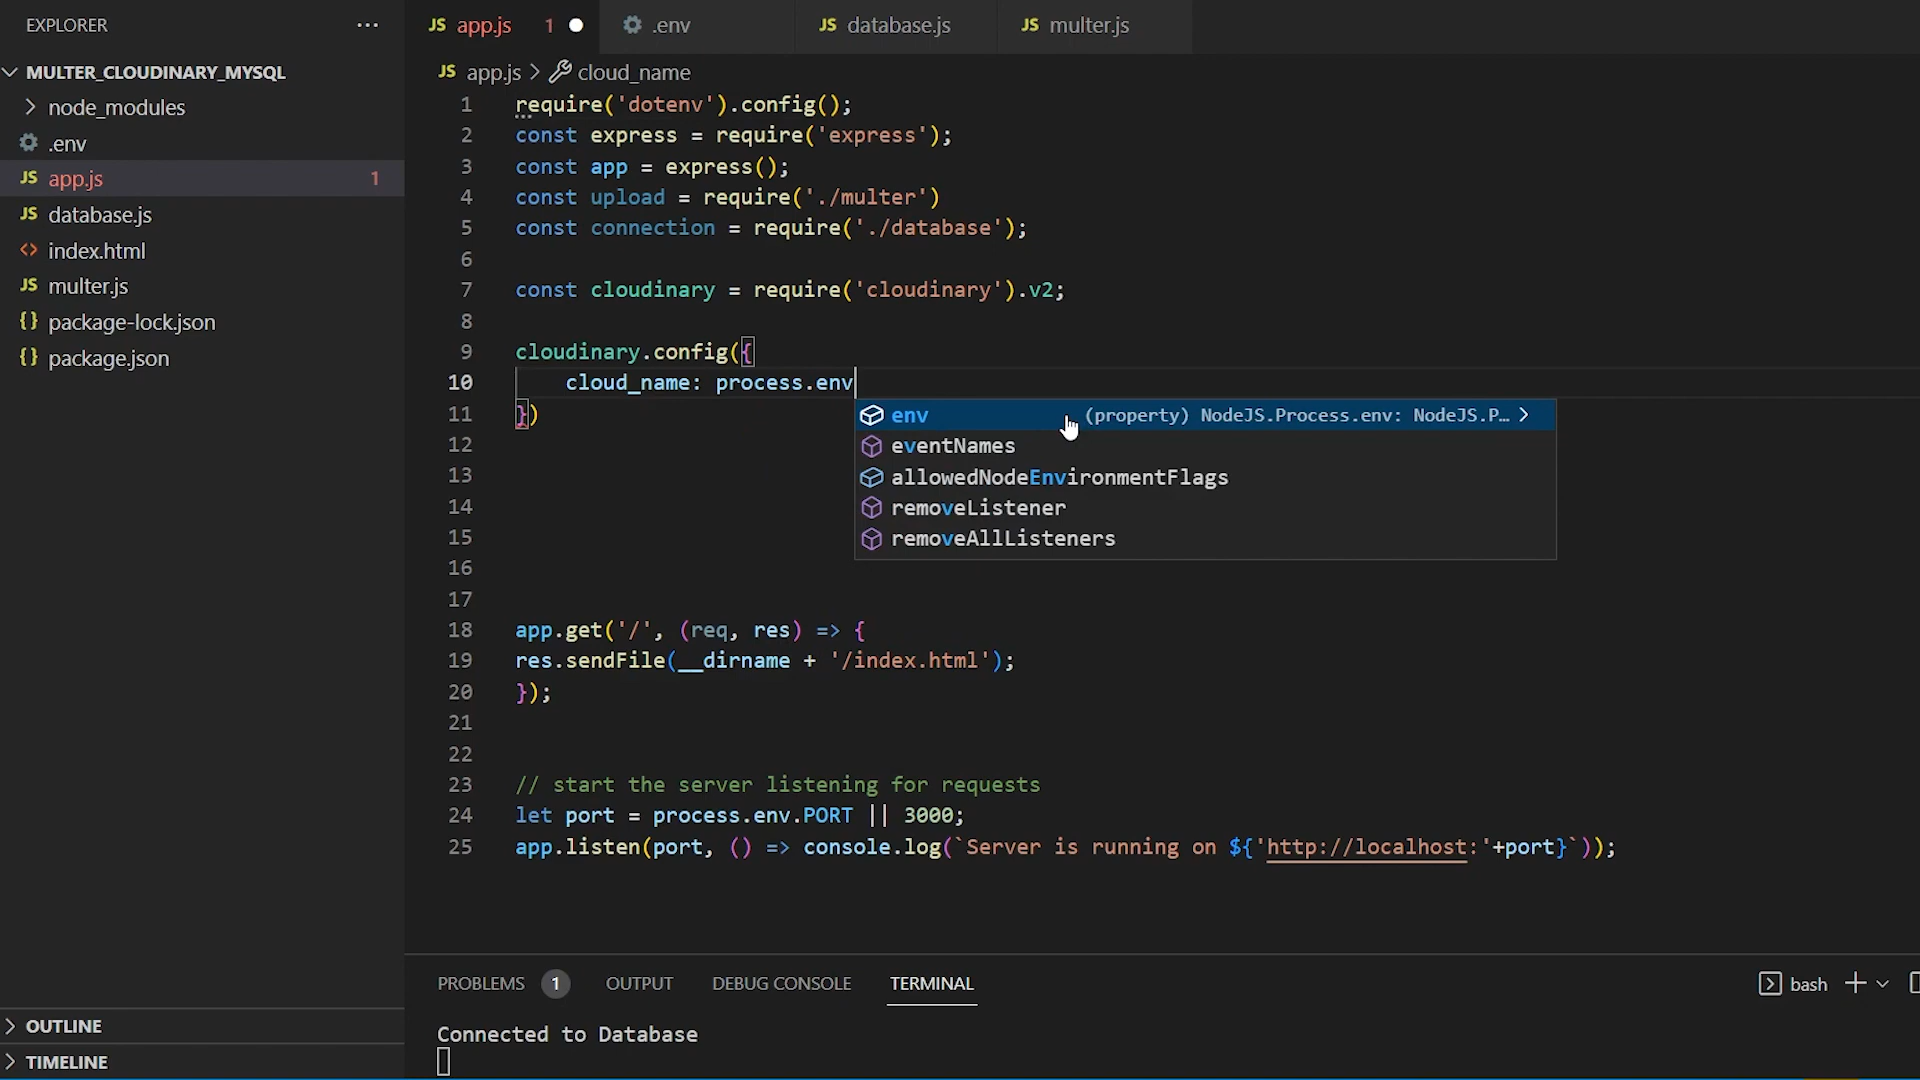 EXPLORER
MULTER_CLOUDINARY_MYSQL
node_modules
.env
app.js 1
database.js
index.html
multer.js
package-lock.json
package.json
OUTLINE
TIMELINE
JS app.js 1
.env
JS database.js
JS multer.js
JS app.js > cloud_name
1 require('dotenv').config();
2 const express = require('express');
3 const app = express();
4 const upload = require('./multer')
5 const connection = require('./database');
6
7 const cloudinary = require('cloudinary').v2;
8
9 cloudinary.config({
10 cloud_name: process.env
11 })
12
13
14
15
16
17
18 app.get('/', (req, res) => {
19 res.sendFile(__dirname + '/index.html');
20 });
21
22
23 // start the server listening for requests
24 let port = process.env.PORT || 3000;
25 app.listen(port, () => console.log(`Server is running on ${'http://localhost:'+port}`));
env (property) NodeJS.Process.env: NodeJS.P…
eventNames
allowedNodeEnvironmentFlags
removeListener
removeAllListeners
PROBLEMS 1 OUTPUT DEBUG CONSOLE TERMINAL bash
Connected to Database